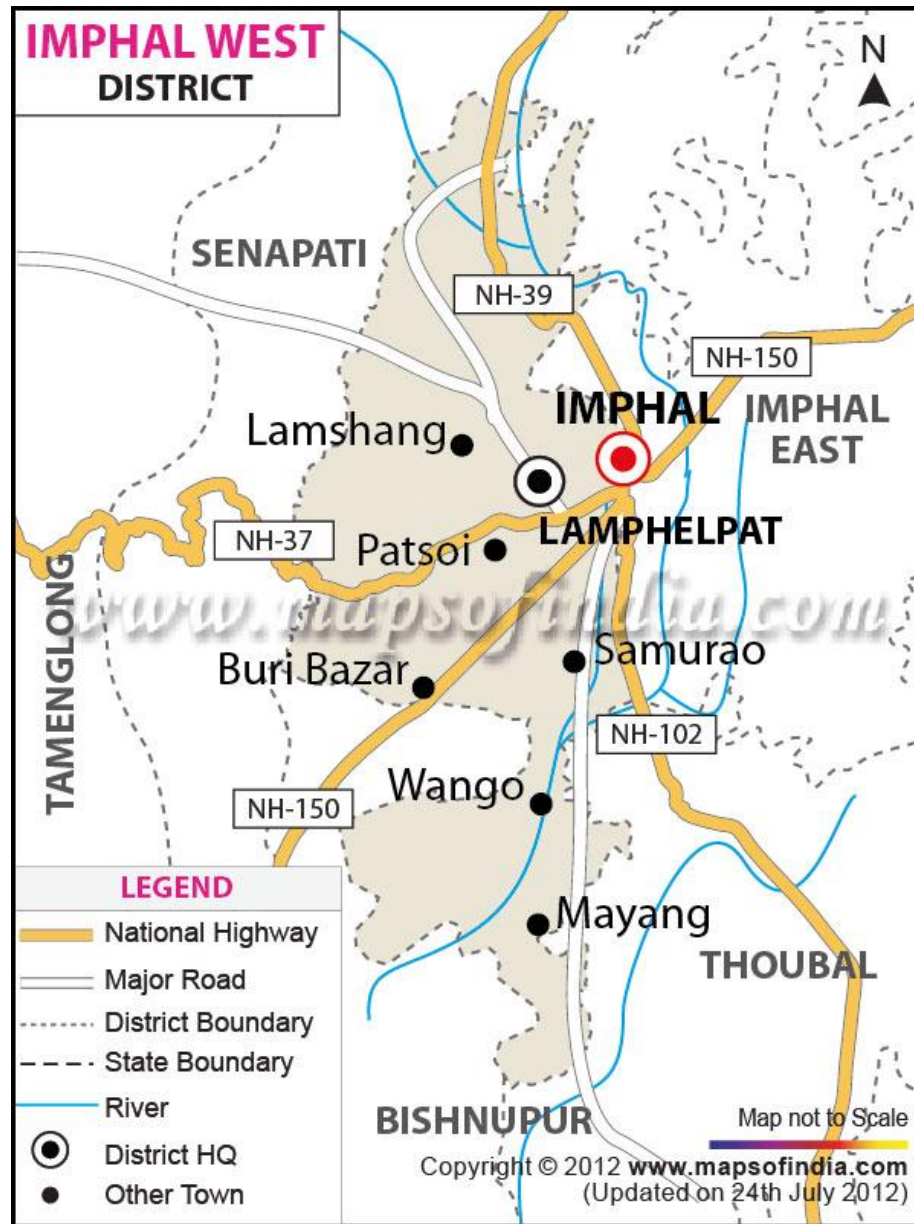 IMPHAL WEST
DISTRICT
N
SENAPATI
NH-39
NH-150
IMPHAL
IMPHAL
EAST
Lamshang
LAMPHELPAT
NH-37
Patsoi
TAMENGLONG
www.mapsofindia.com
Samurao
Buri Bazar
NH-102
Wango
NH-150
LEGEND
National Highway
Major Road
District Boundary
State Boundary
River
District HQ
Other Town
Mayang
THOUBAL
BISHNUPUR
Map not to Scale
Copyright © 2012 www.mapsofindia.com
(Updated on 24th July 2012)